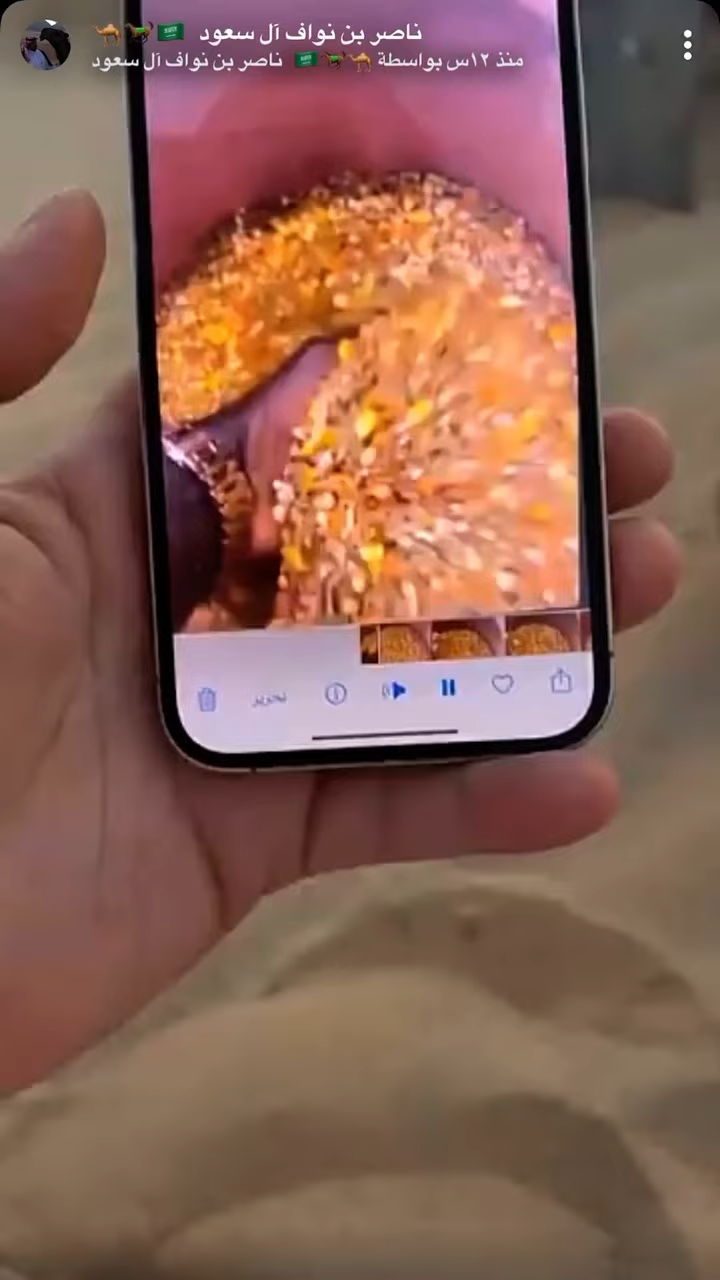 ناصر بن نواف آل سعود 🇸🇦🐎🐪
منذ ١٢س بواسطة 🐪🐎🇸🇦 ناصر بن نواف آل سعود
تحرير